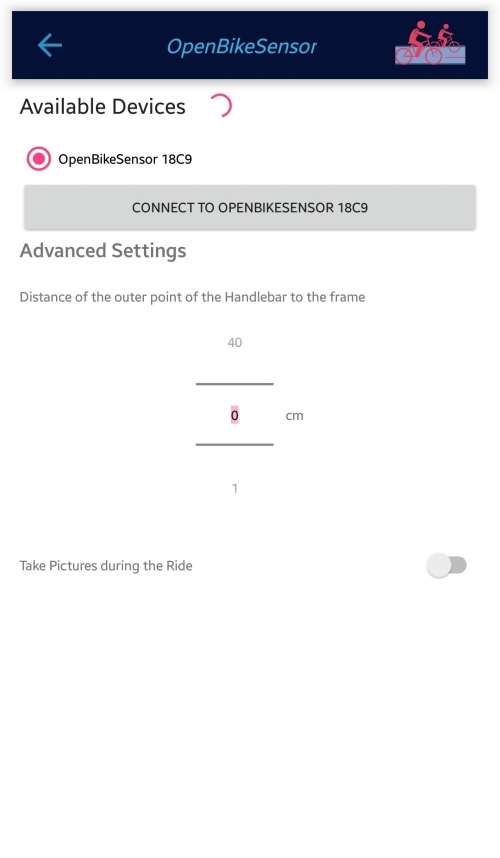 OpenBikeSensor
Available Devices
OpenBikeSensor 18C9
CONNECT TO OPENBIKESENSOR 18C9
Advanced Settings
Distance of the outer point of the Handlebar to the frame
40
0 cm
1
Take Pictures during the Ride